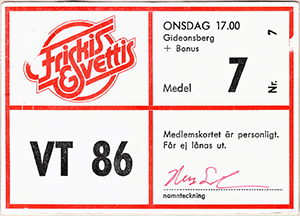 Friskis & Svettis
ONSDAG 17.00
Gideonsberg
+ Bonus
Medel 7 Nr. 7
VT 86
Medlemskortet är personligt.
Får ej lånas ut.
namnteckning